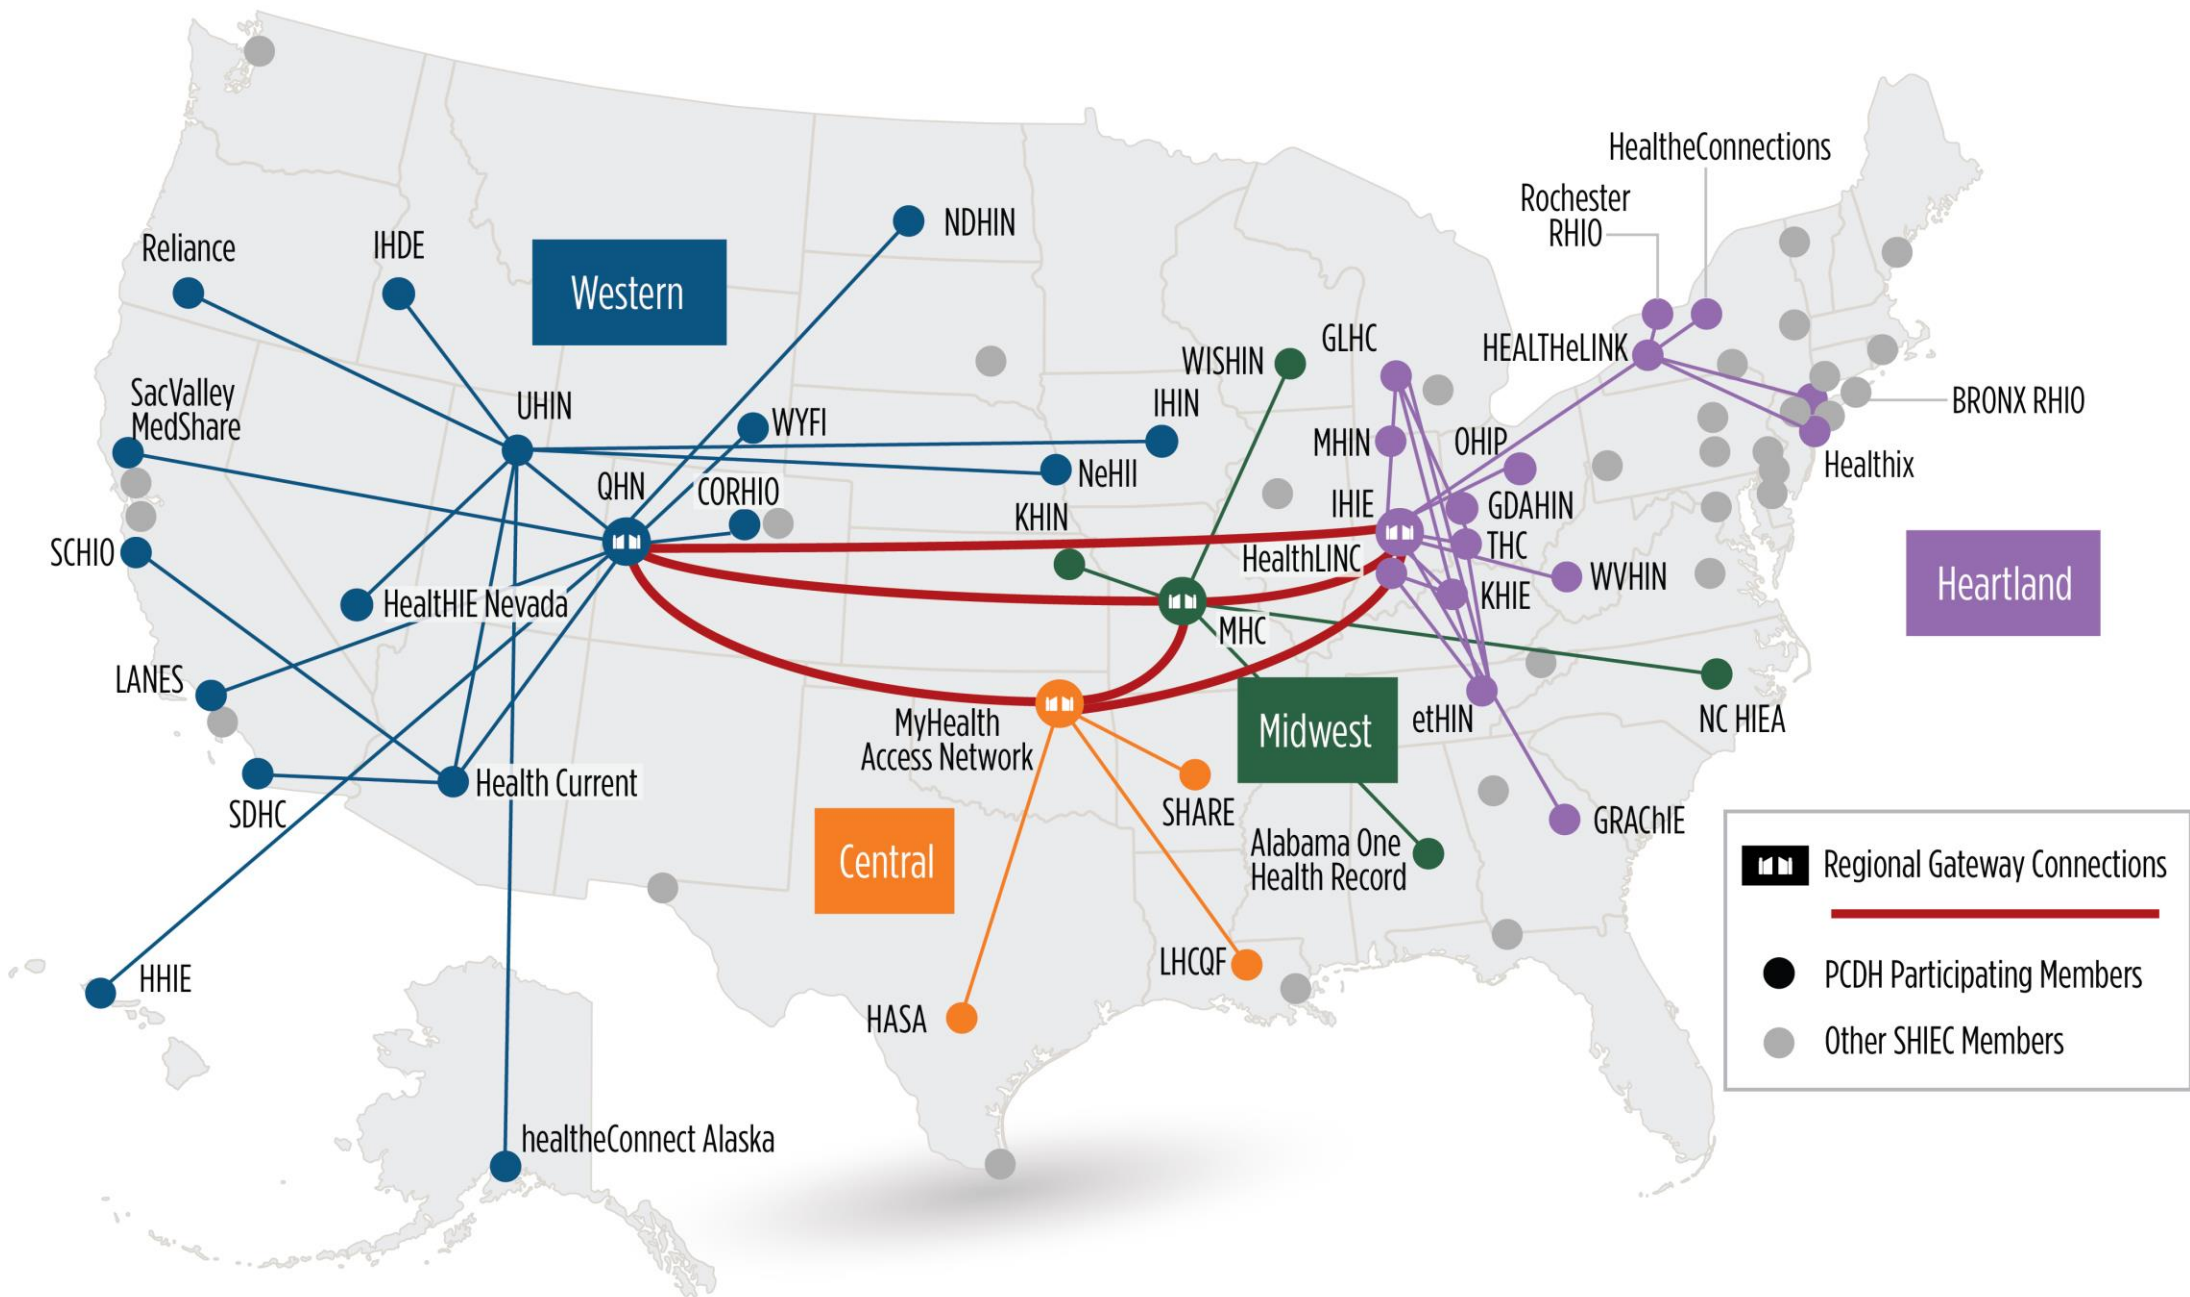 HealtheConnections
Rochester
RHIO
NDHIN
Reliance
IHDE
Western
GLHC
WISHIN
HEALTHeLINK
SacValley
MedShare
UHIN
WYFI
IHIN
BRONX RHIO
MHIN
OHIP
Healthix
NeHII
QHN
CORHIO
KHIN
IHIE
GDAHIN
SCHIO
HealthLINC
THC
WVHIN
Heartland
HealtHIE Nevada
KHIE
MHC
LANES
MyHealth
Access Network
Midwest
etHIN
NC HIEA
Health Current
SDHC
SHARE
GRAChIE
Central
Alabama One
Health Record
Regional Gateway Connections
LHCQF
HHIE
PCDH Participating Members
HASA
Other SHIEC Members
healtheConnect Alaska